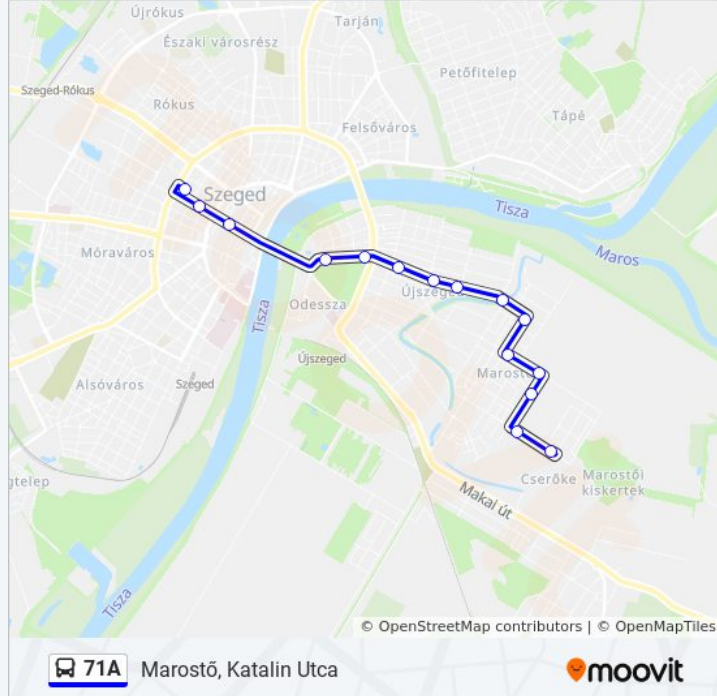 Újrókus
Tarján
Északi városrész
Petőfitelep
Szeged-Rókus
Rókus
Tápé
Felsőváros
Szeged
Tisza
Móraváros
Maros
Odessza
Újszeged
Tisza
Újszeged
Marostő
Alsóváros
Szeged
gtelep
Cserőke
Marostői
kiskertek
Makai út
Tisza
© OpenStreetMap contributors | © OpenMapTiles
71A Marostő, Katalin Utca
moovit